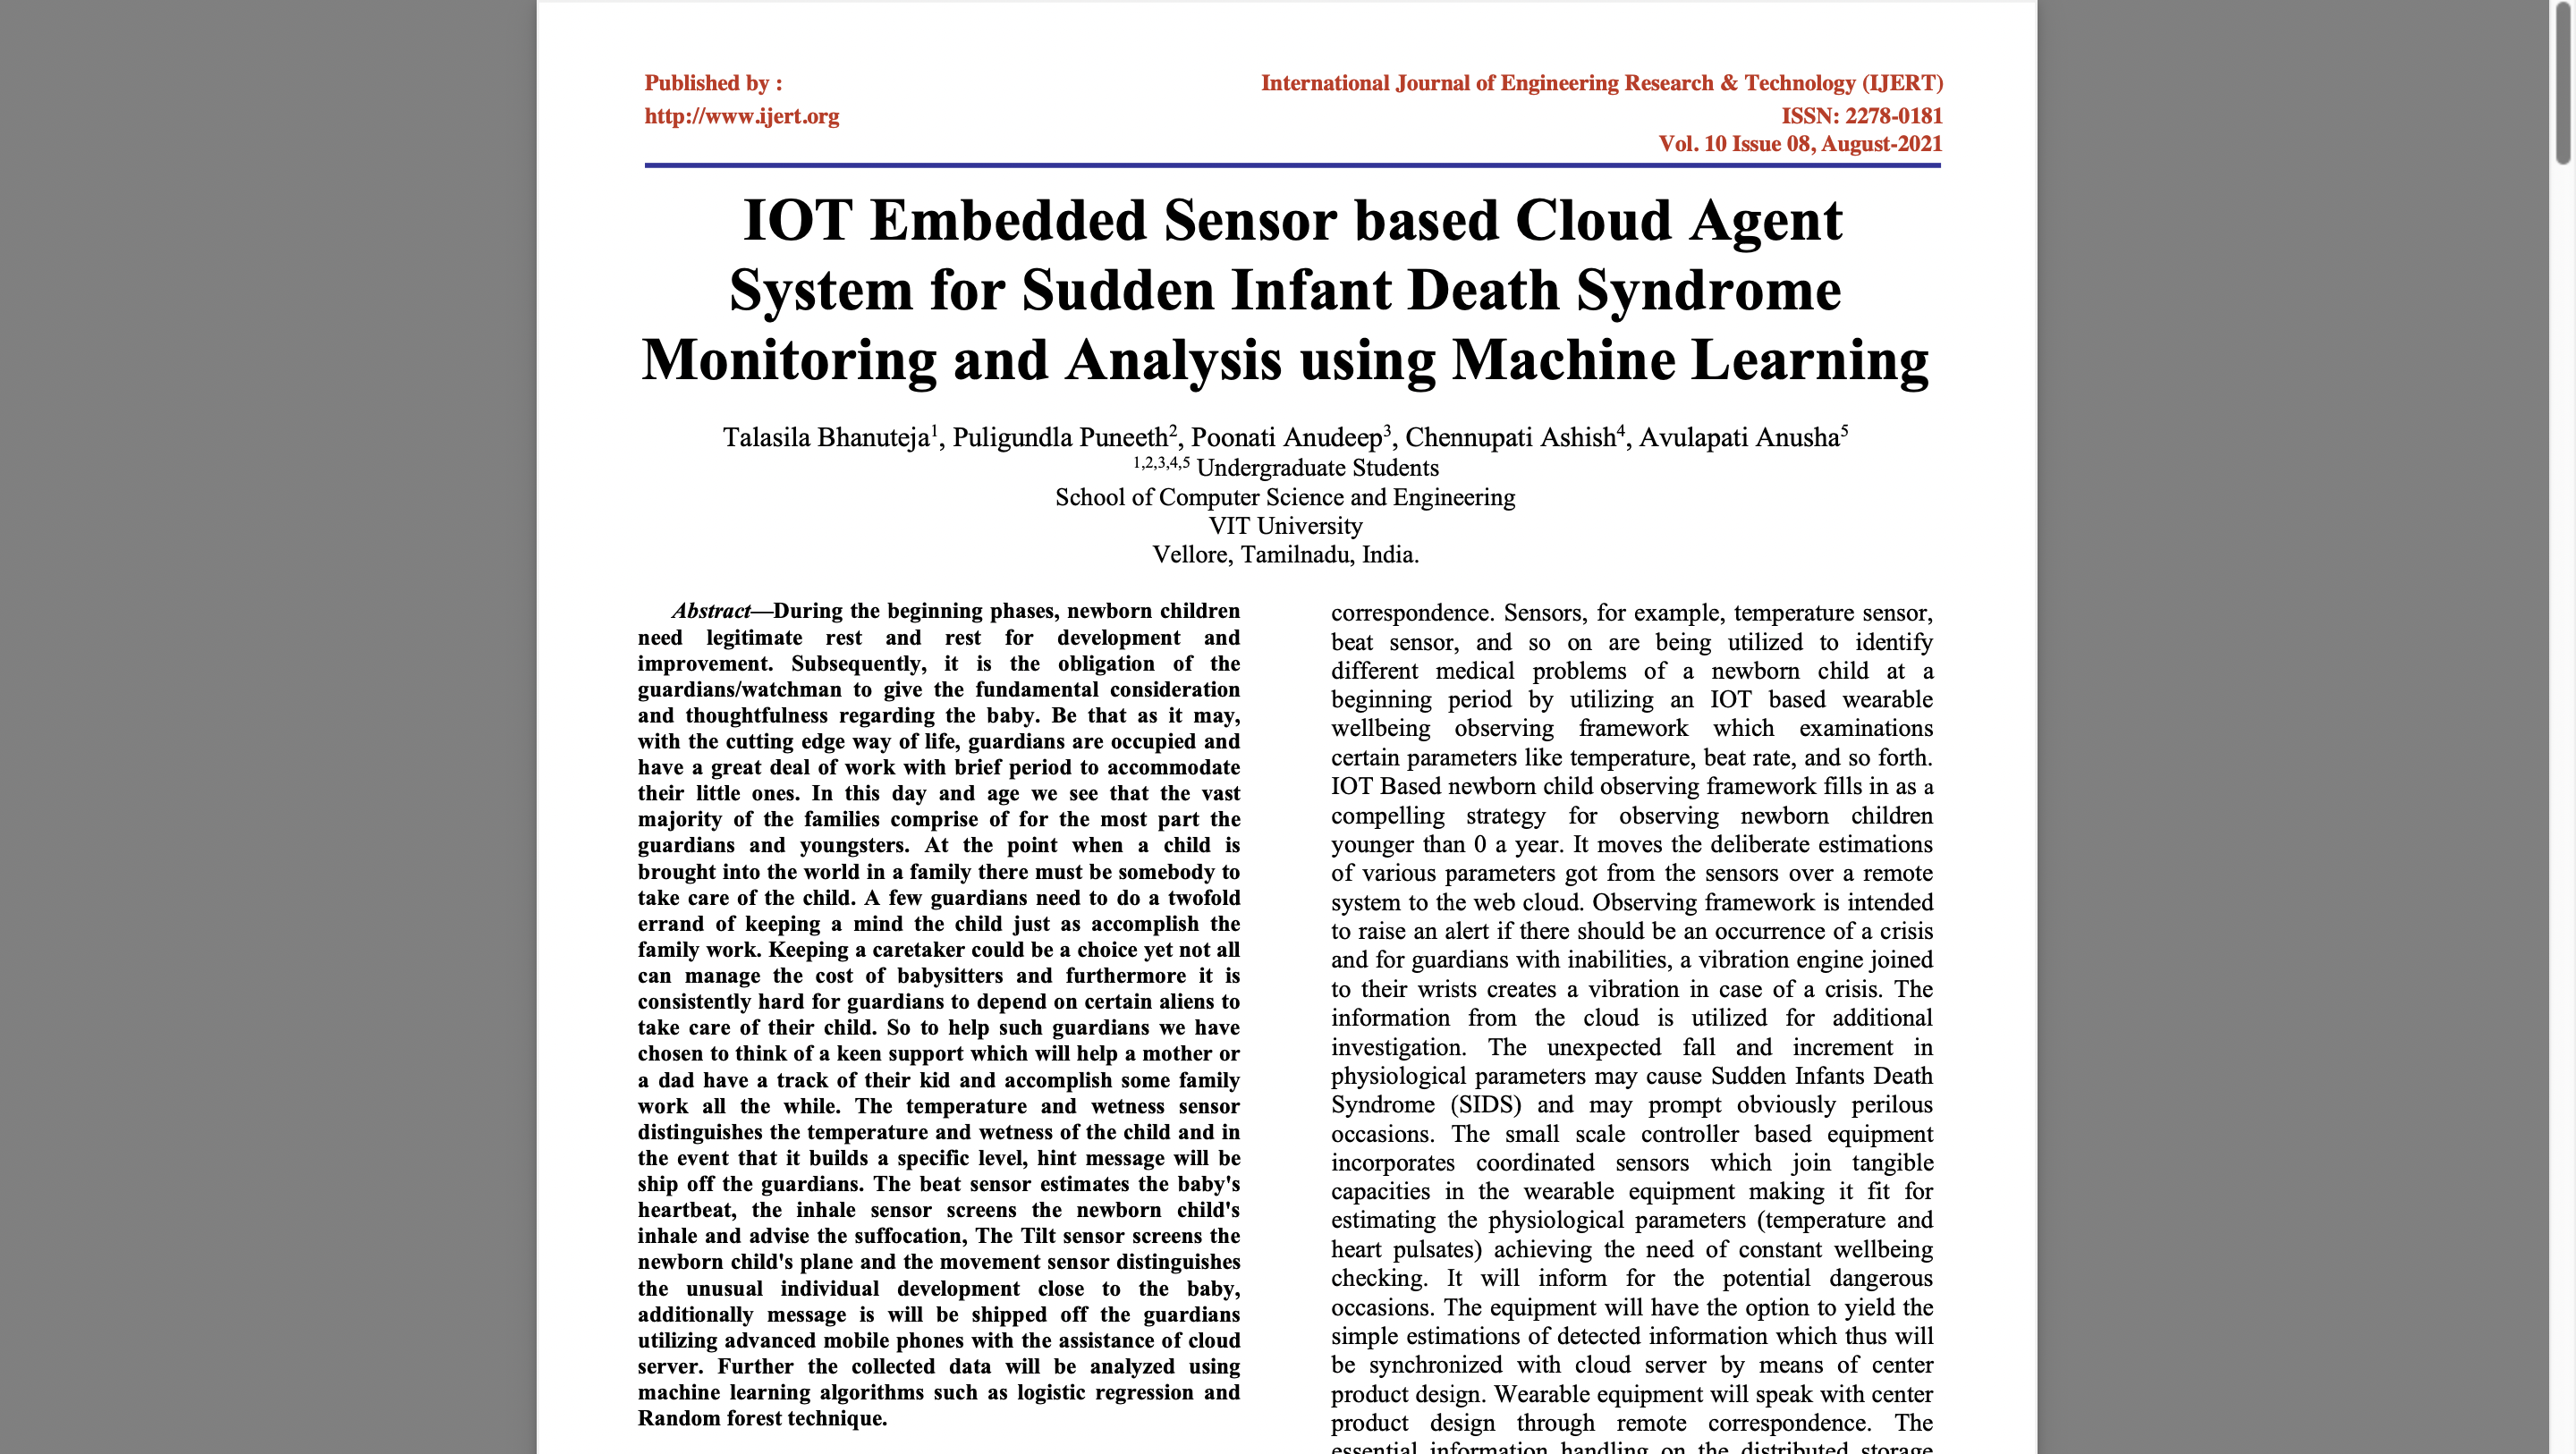 Published by :
http://www.ijert.org
International Journal of Engineering Research & Technology (IJERT)
ISSN: 2278-0181
Vol. 10 Issue 08, August-2021
IOT Embedded Sensor based Cloud Agent
System for Sudden Infant Death Syndrome
Monitoring and Analysis using Machine Learning
Talasila Bhanuteja1, Puligundla Puneeth2, Poonati Anudeep3, Chennupati Ashish4, Avulapati Anusha5
1,2,3,4,5 Undergraduate Students
School of Computer Science and Engineering
VIT University
Vellore, Tamilnadu, India.
Abstract—During the beginning phases, newborn children
need legitimate rest and rest for development and
improvement. Subsequently, it is the obligation of the
guardians/watchman to give the fundamental consideration
and thoughtfulness regarding the baby. Be that as it may,
with the cutting edge way of life, guardians are occupied and
have a great deal of work with brief period to accommodate
their little ones. In this day and age we see that the vast
majority of the families comprise of for the most part the
guardians and youngsters. At the point when a child is
brought into the world in a family there must be somebody to
take care of the child. A few guardians need to do a twofold
errand of keeping a mind the child just as accomplish the
family work. Keeping a caretaker could be a choice yet not all
can manage the cost of babysitters and furthermore it is
consistently hard for guardians to depend on certain aliens to
take care of their child. So to help such guardians we have
chosen to think of a keen support which will help a mother or
a dad have a track of their kid and accomplish some family
work all the while. The temperature and wetness sensor
distinguishes the temperature and wetness of the child and in
the event that it builds a specific level, hint message will be
ship off the guardians. The beat sensor estimates the baby's
heartbeat, the inhale sensor screens the newborn child's
inhale and advise the suffocation, The Tilt sensor screens the
newborn child's plane and the movement sensor distinguishes
the unusual individual development close to the baby,
additionally message is will be shipped off the guardians
utilizing advanced mobile phones with the assistance of cloud
server. Further the collected data will be analyzed using
machine learning algorithms such as logistic regression and
Random forest technique.
correspondence. Sensors, for example, temperature sensor,
beat sensor, and so on are being utilized to identify
different medical problems of a newborn child at a
beginning period by utilizing an IOT based wearable
wellbeing observing framework which examinations
certain parameters like temperature, beat rate, and so forth.
IOT Based newborn child observing framework fills in as a
compelling strategy for observing newborn children
younger than 0 a year. It moves the deliberate estimations
of various parameters got from the sensors over a remote
system to the web cloud. Observing framework is intended
to raise an alert if there should be an occurrence of a crisis
and for guardians with inabilities, a vibration engine joined
to their wrists creates a vibration in case of a crisis. The
information from the cloud is utilized for additional
investigation. The unexpected fall and increment in
physiological parameters may cause Sudden Infants Death
Syndrome (SIDS) and may prompt obviously perilous
occasions. The small scale controller based equipment
incorporates coordinated sensors which join tangible
capacities in the wearable equipment making it fit for
estimating the physiological parameters (temperature and
heart pulsates) achieving the need of constant wellbeing
checking. It will inform for the potential dangerous
occasions. The equipment will have the option to yield the
simple estimations of detected information which thus will
be synchronized with cloud server by means of center
product design. Wearable equipment will speak with center
product design through remote correspondence. The
essential information handling on the distributed storage